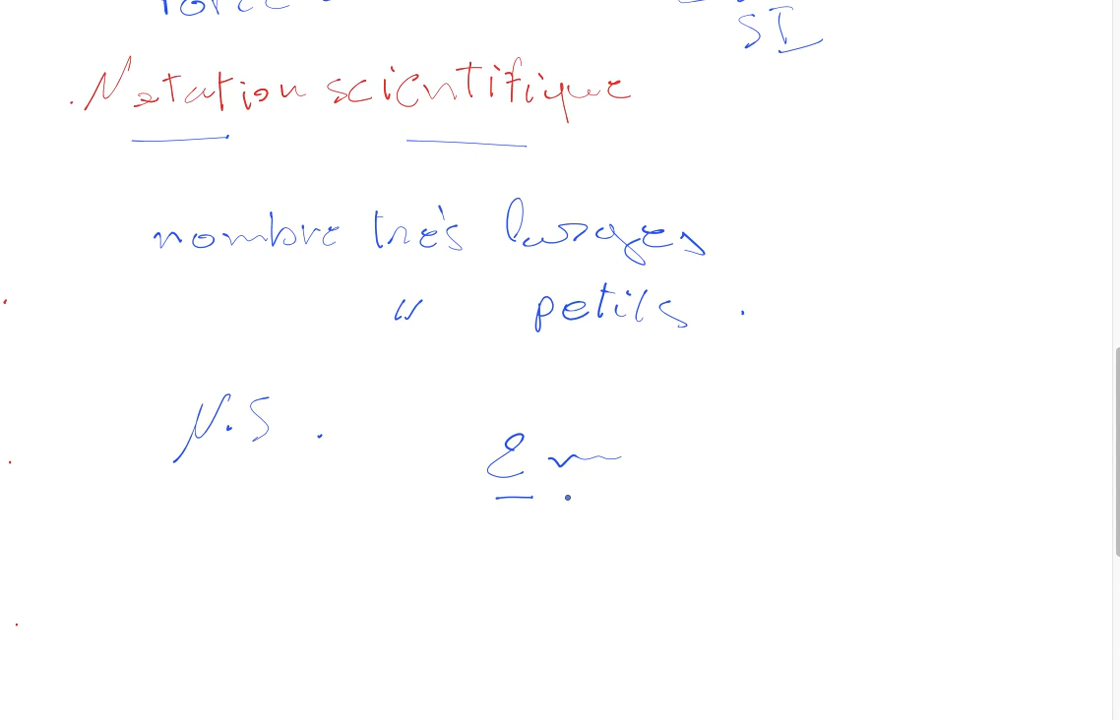 SI
Notation scientifique
nombre très larges
" petits .
N.S .